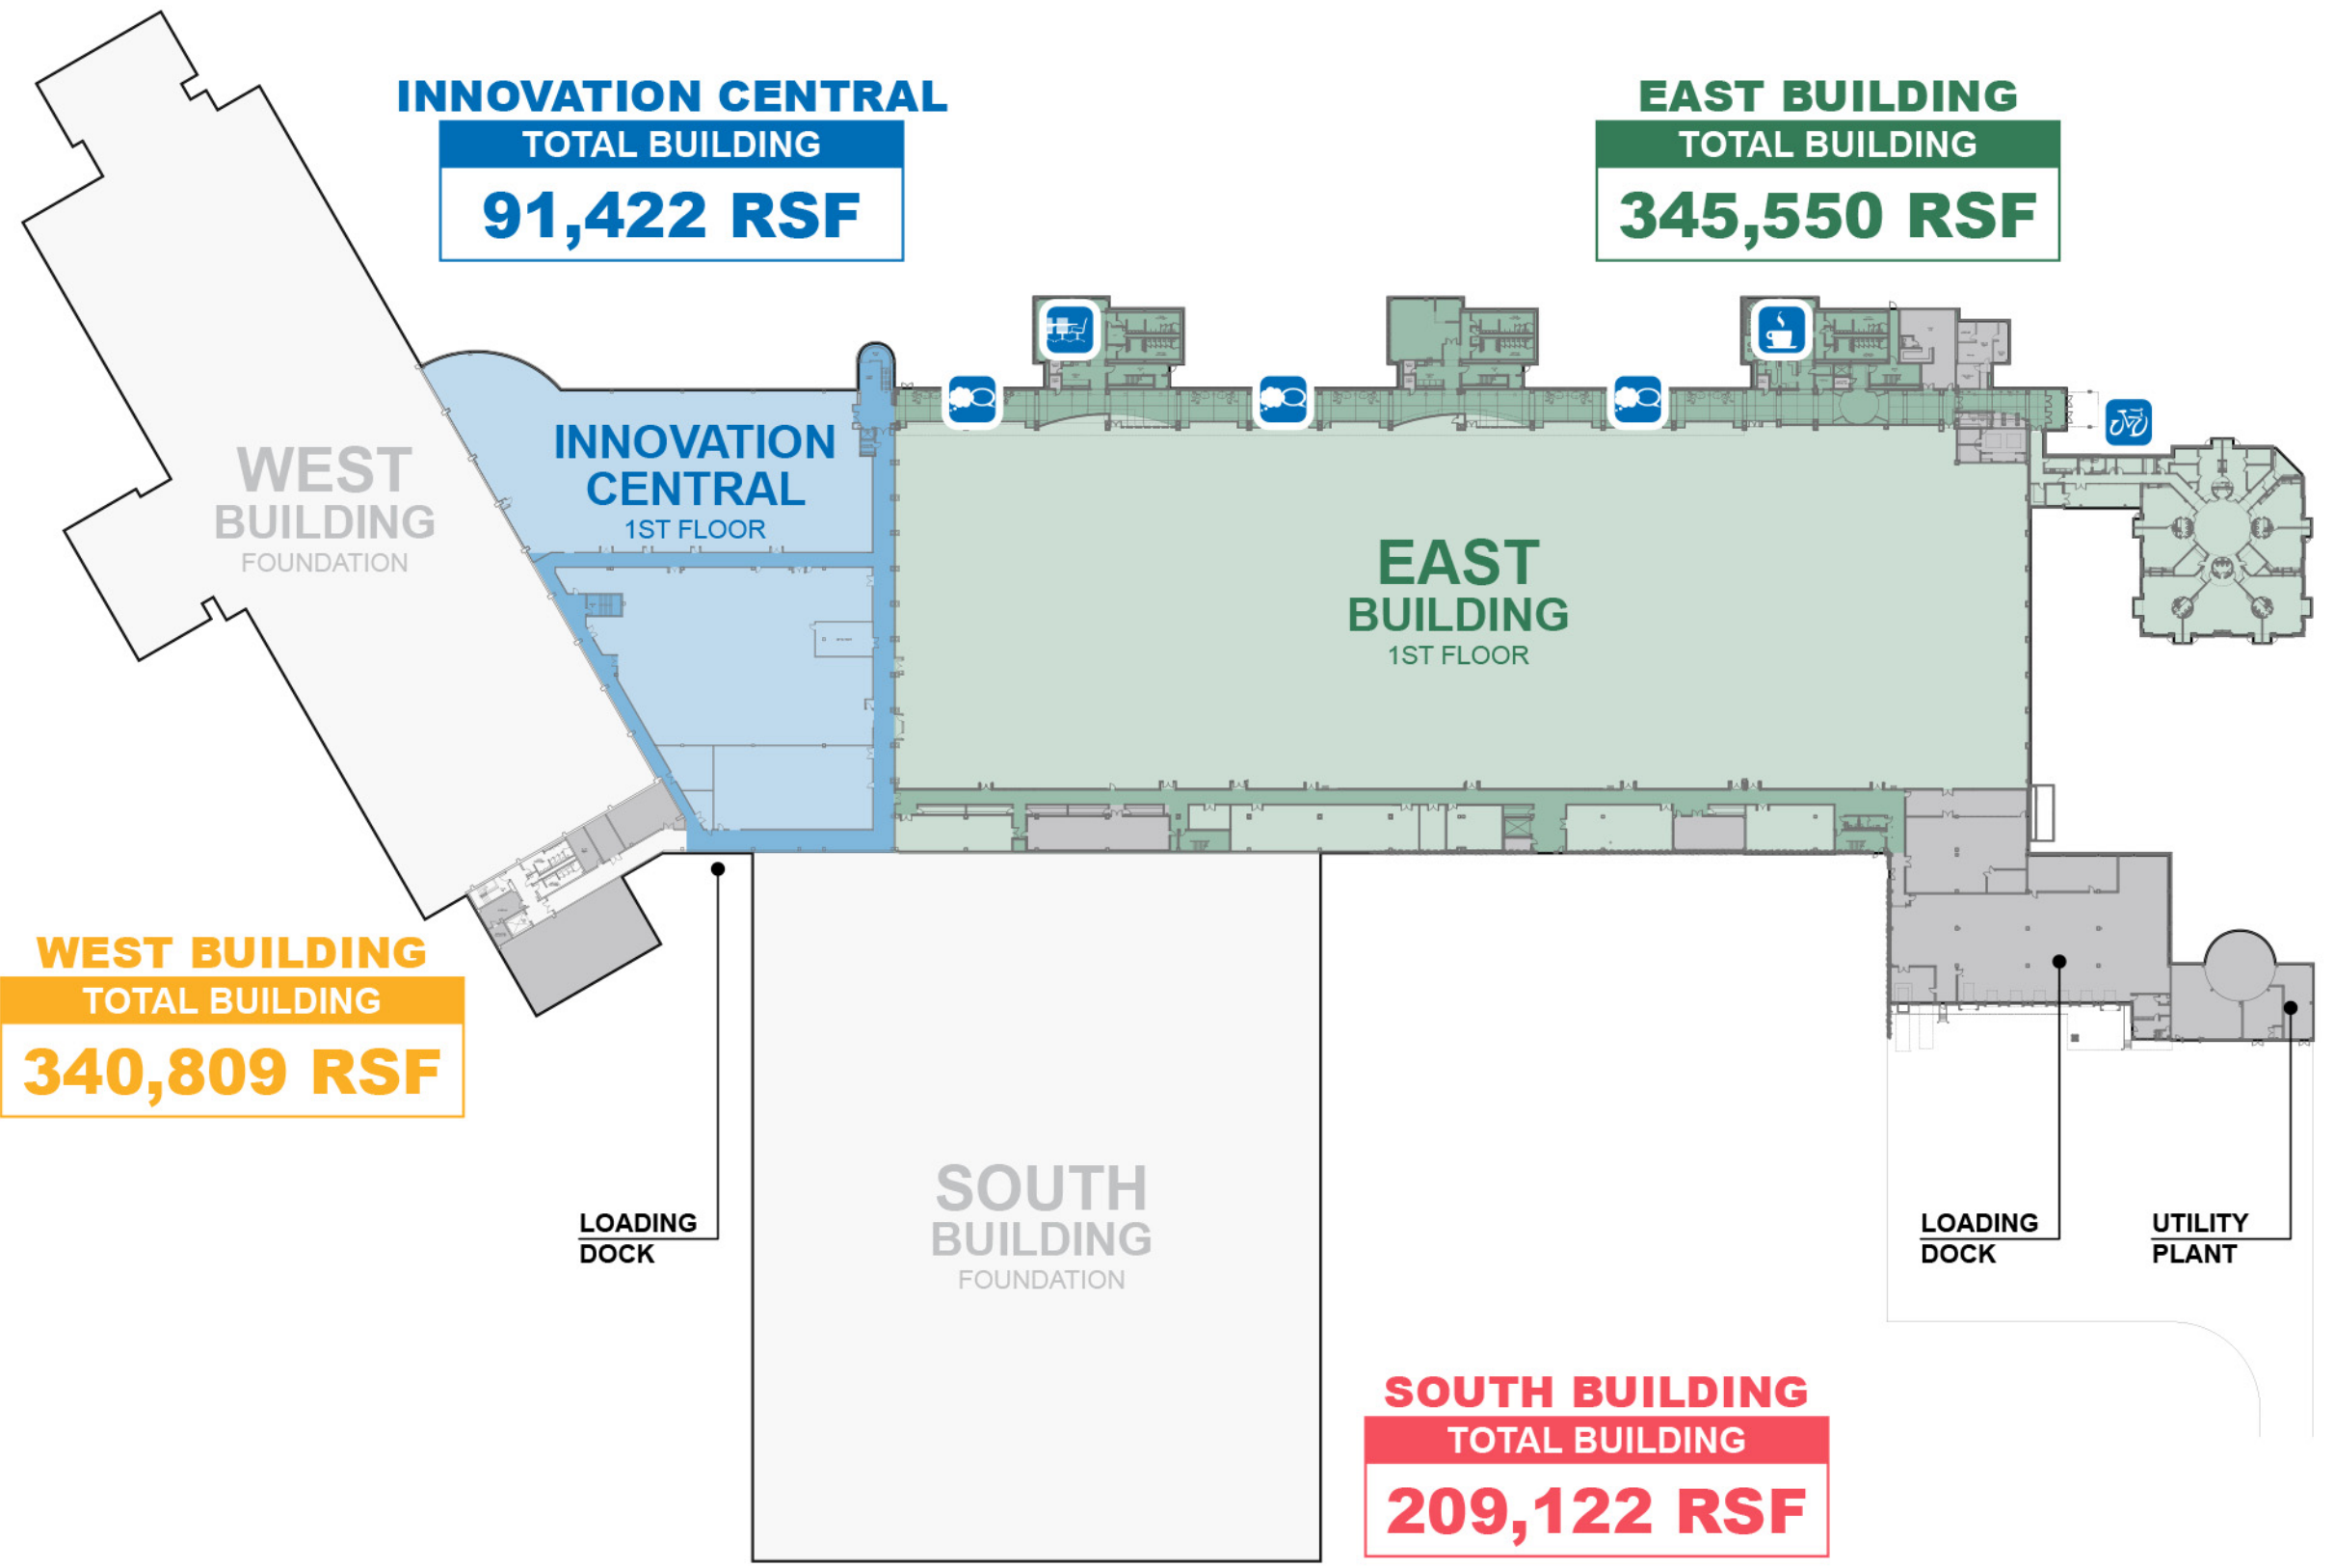 INNOVATION CENTRAL
TOTAL BUILDING
91,422 RSF
EAST BUILDING
TOTAL BUILDING
345,550 RSF
WEST
BUILDING
FOUNDATION
INNOVATION
CENTRAL
1ST FLOOR
EAST
BUILDING
1ST FLOOR
WEST BUILDING
TOTAL BUILDING
340,809 RSF
SOUTH
BUILDING
FOUNDATION
LOADING
DOCK
LOADING
DOCK
UTILITY
PLANT
SOUTH BUILDING
TOTAL BUILDING
209,122 RSF